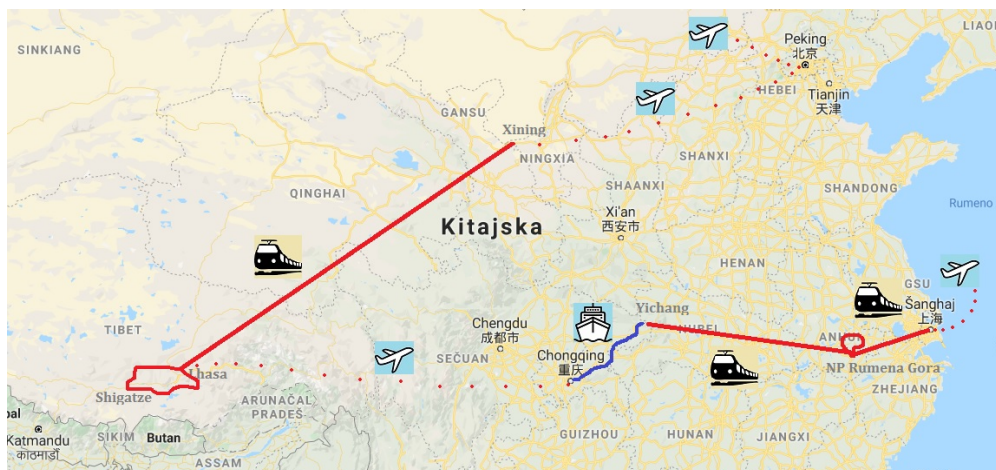 LIAO
Peking
北京
SINKIANG
HEBEI
Tianjin
天津
GANSU
Xining
NINGXIA
SHANXI
QINGHAI
SHAANXI
SHANDONG
Rumeno
Kitajska
Xi'an
西安市
HENAN
GSU
Šanghaj
上海
TIBET
Yichang
HUBEI
ANHUI
Chengdu
成都市
SEČUAN
Chongqing
重庆
Lhasa
NP Rumena Gora
Shigatze
ZHEJIANG
ARUNAČAL
PRADEŠ
pal
Katmandu
काठमाडौं
SIKIM
Butan
GUIZHOU
HUNAN
JIANGXI
ASSAM